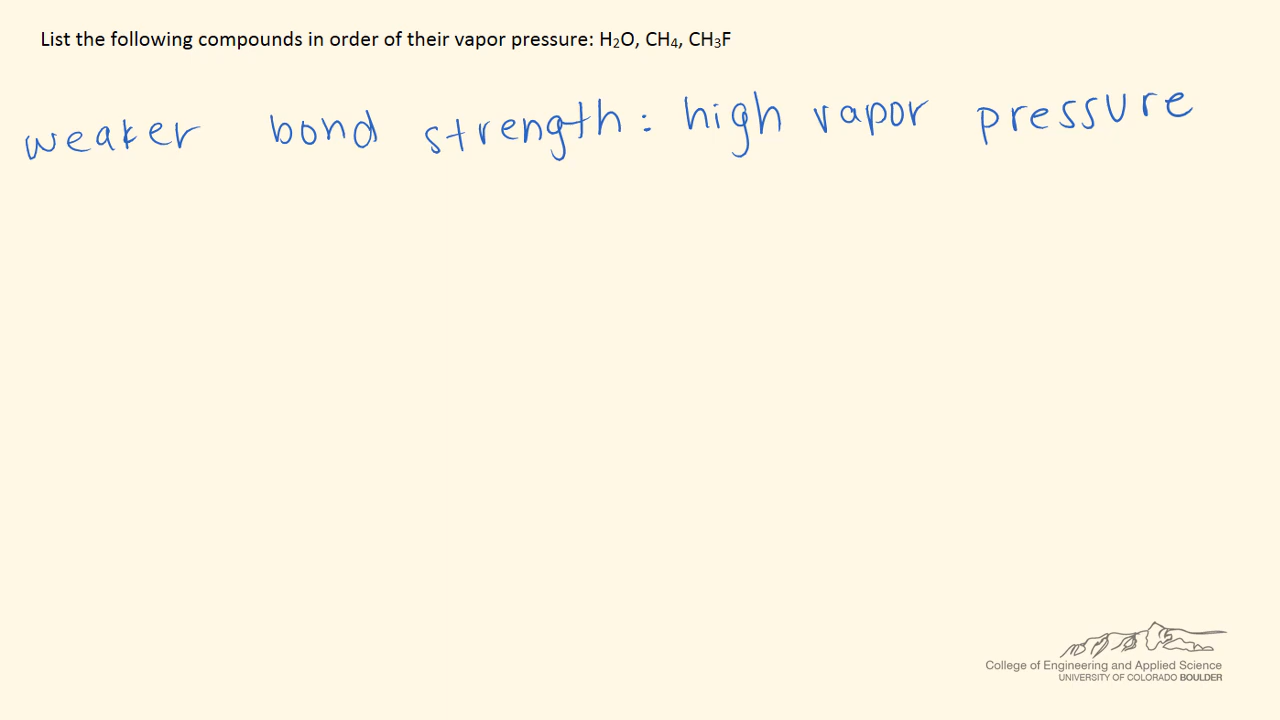 List the following compounds in order of their vapor pressure: H₂O, CH₄, CH₃F
weaker bond strength: high vapor pressure
College of Engineering and Applied Science
UNIVERSITY OF COLORADO BOULDER